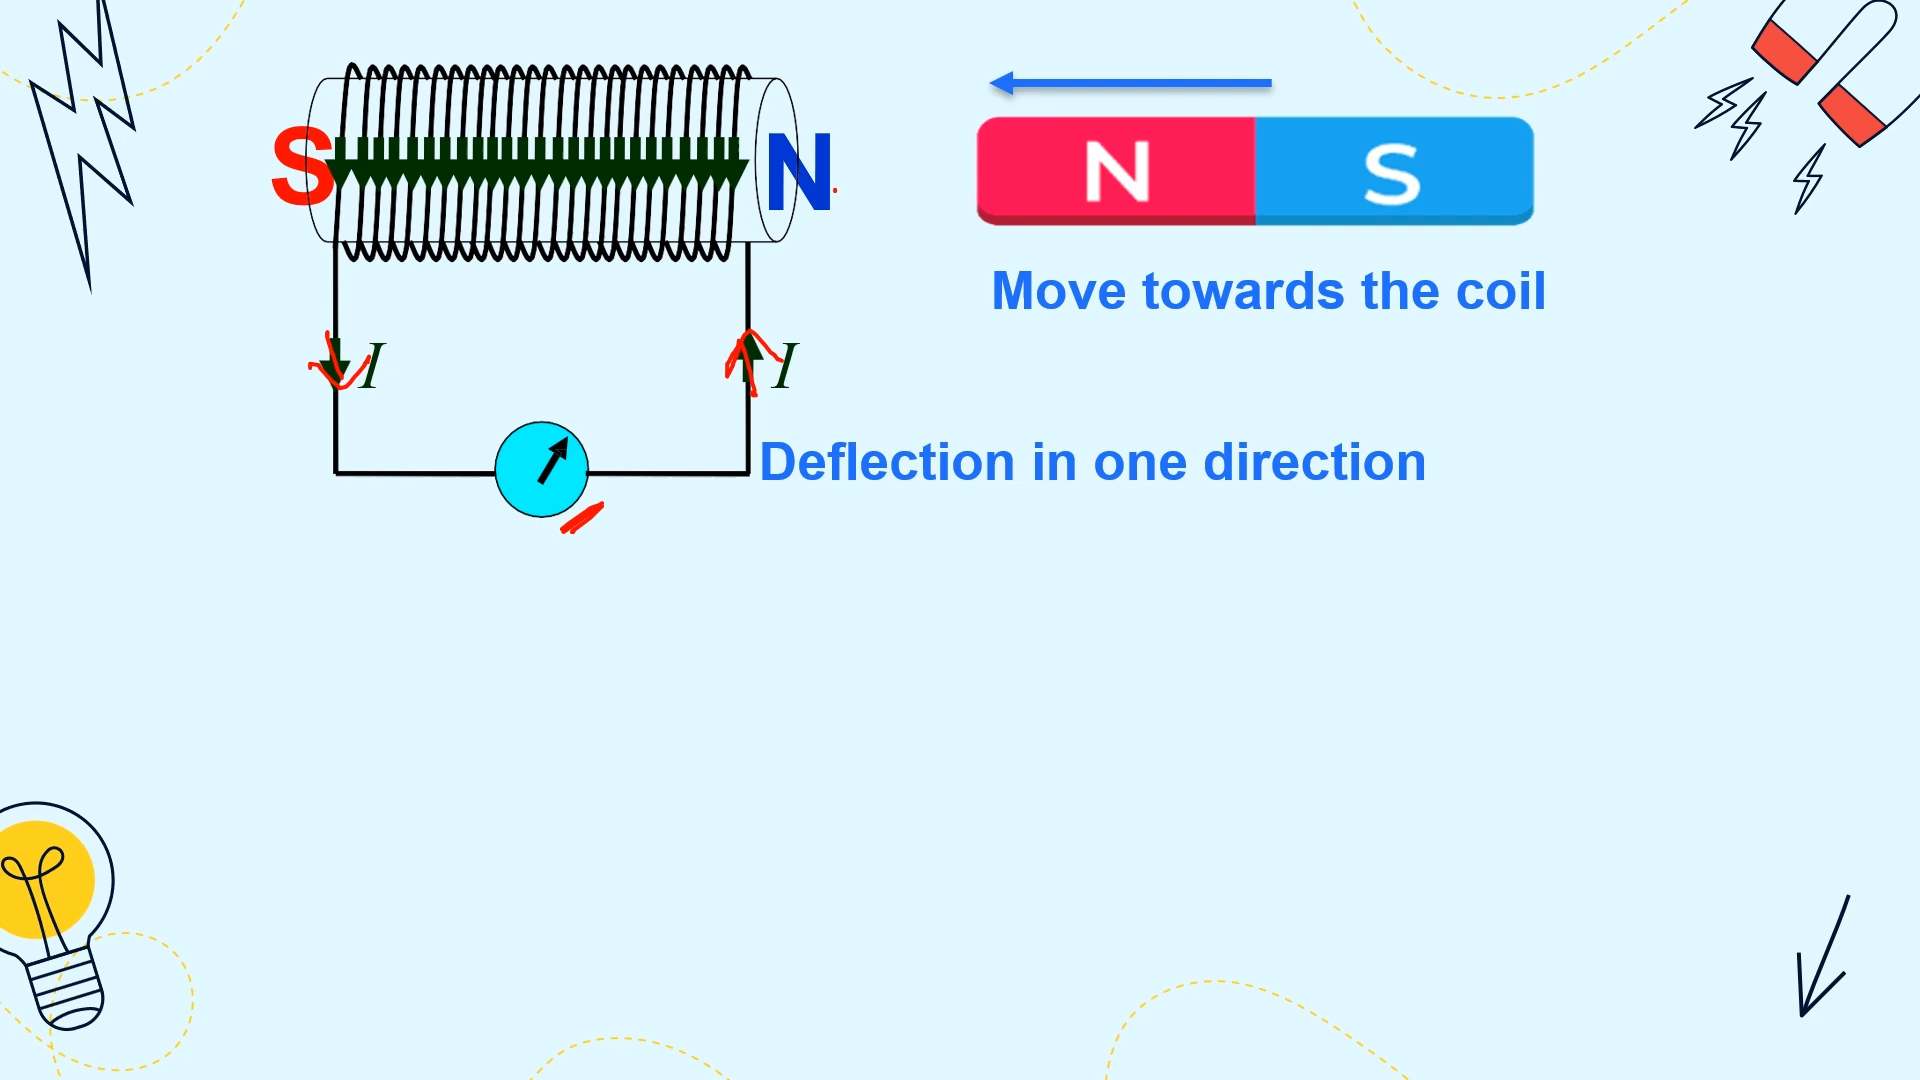 S
N
N
S
Move towards the coil
I
I
Deflection in one direction